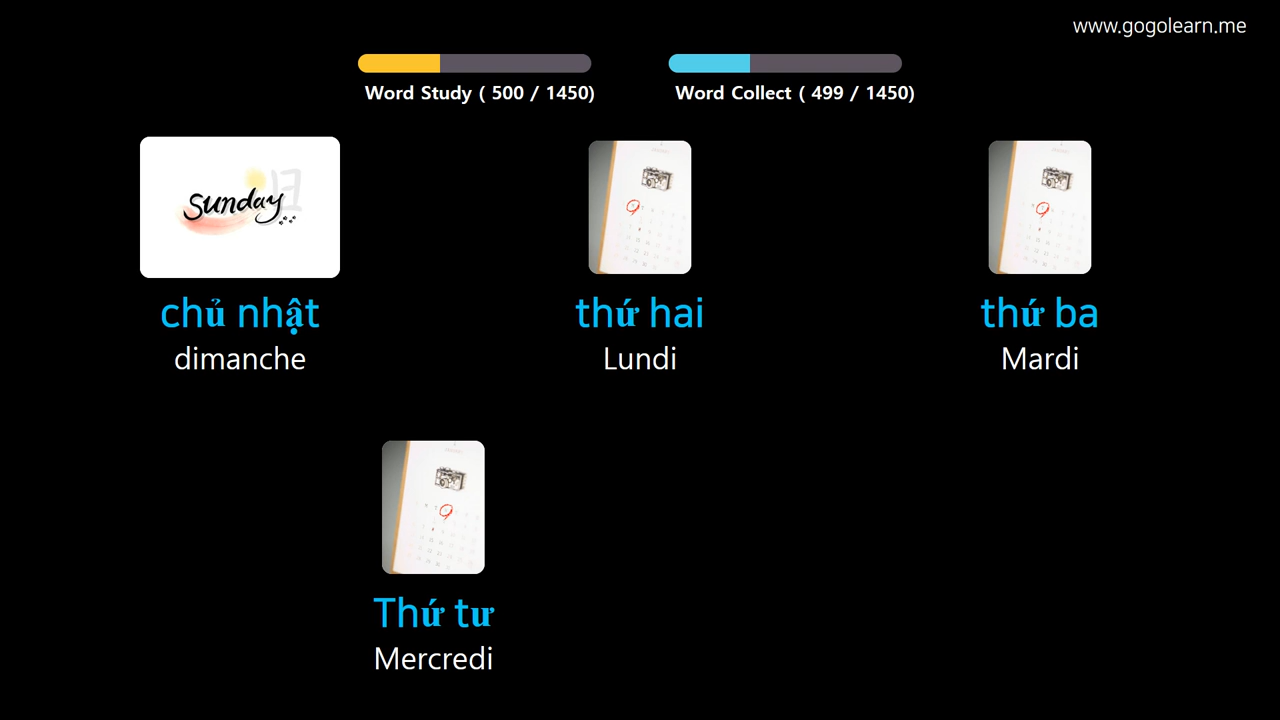 www.gogolearn.me
Word Study ( 500 / 1450)
Word Collect ( 499 / 1450)
sunday
chủ nhật
dimanche
thứ hai
Lundi
thứ ba
Mardi
Thứ tư
Mercredi